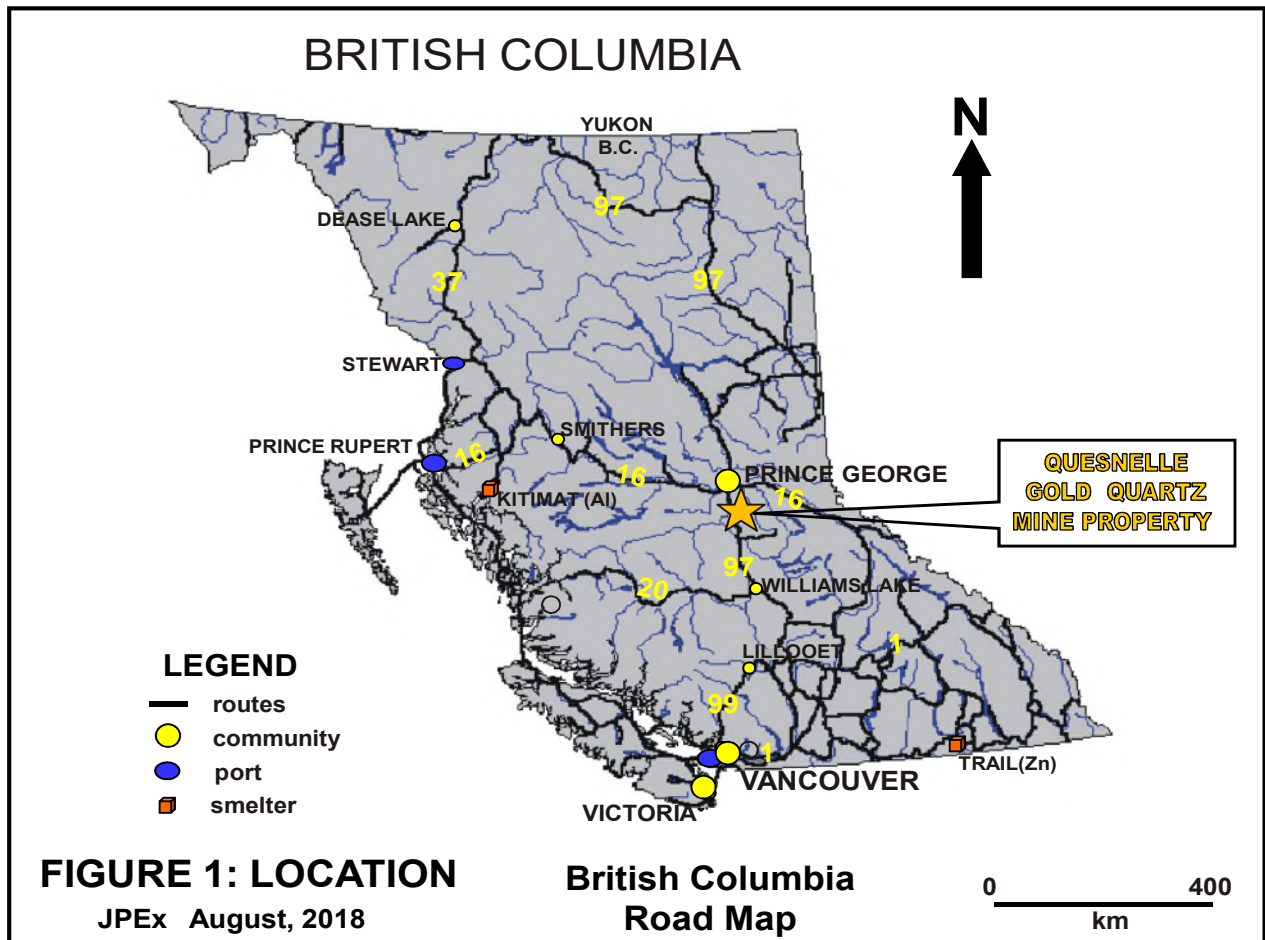 BRITISH COLUMBIA
N
YUKON
B.C.
97
DEASE LAKE
37
97
STEWART
SMITHERS
PRINCE RUPERT
16
16
PRINCE GEORGE
16
KITIMAT (Al)
QUESNELLE
GOLD QUARTZ
MINE PROPERTY
97
20
WILLIAMS LAKE
1
LILLOOET
99
1
TRAIL(Zn)
VANCOUVER
VICTORIA
LEGEND
routes
community
port
smelter
FIGURE 1: LOCATION
JPEx August, 2018
British Columbia
Road Map
0 400
km